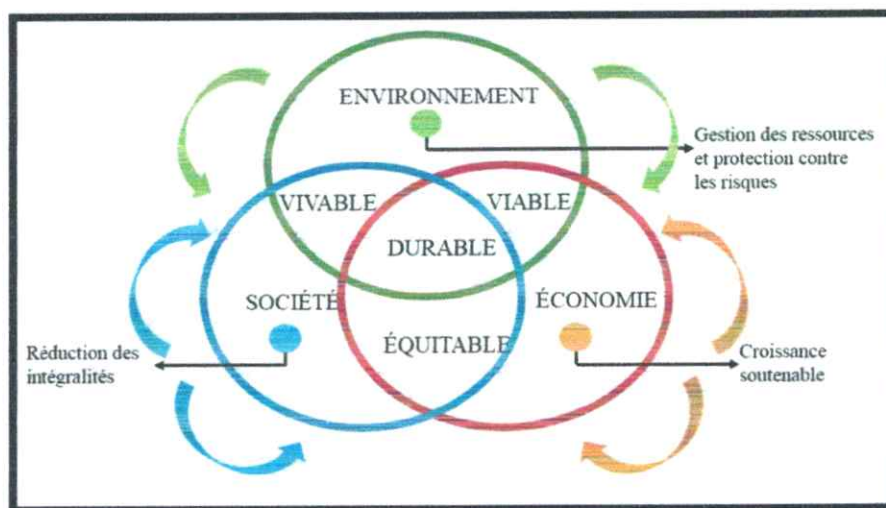 ENVIRONNEMENT
Gestion des ressources
et protection contre
les risques
VIVABLE
VIABLE
DURABLE
SOCIÉTÉ
ÉCONOMIE
ÉQUITABLE
Réduction des
intégralités
Croissance
soutenable